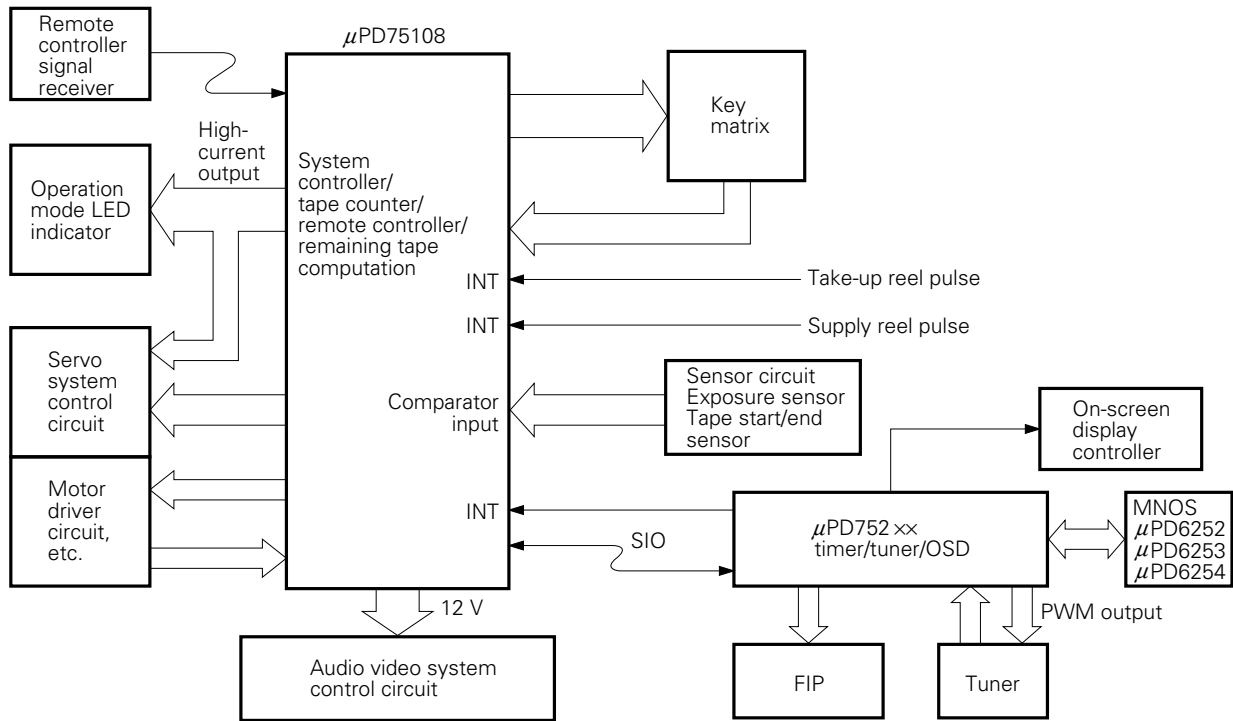 Remote
controller
signal
receiver
μPD75108
High-
current
output
Operation
mode LED
indicator
System
controller/
tape counter/
remote controller/
remaining tape
computation
Key
matrix
INT
Take-up reel pulse
INT
Supply reel pulse
Servo
system
control
circuit
Comparator
input
Sensor circuit
Exposure sensor
Tape start/end
sensor
On-screen
display
controller
Motor
driver
circuit,
etc.
INT
SIO
μPD752××
timer/tuner/OSD
MNOS
μPD6252
μPD6253
μPD6254
12 V
PWM output
Audio video system
control circuit
FIP
Tuner